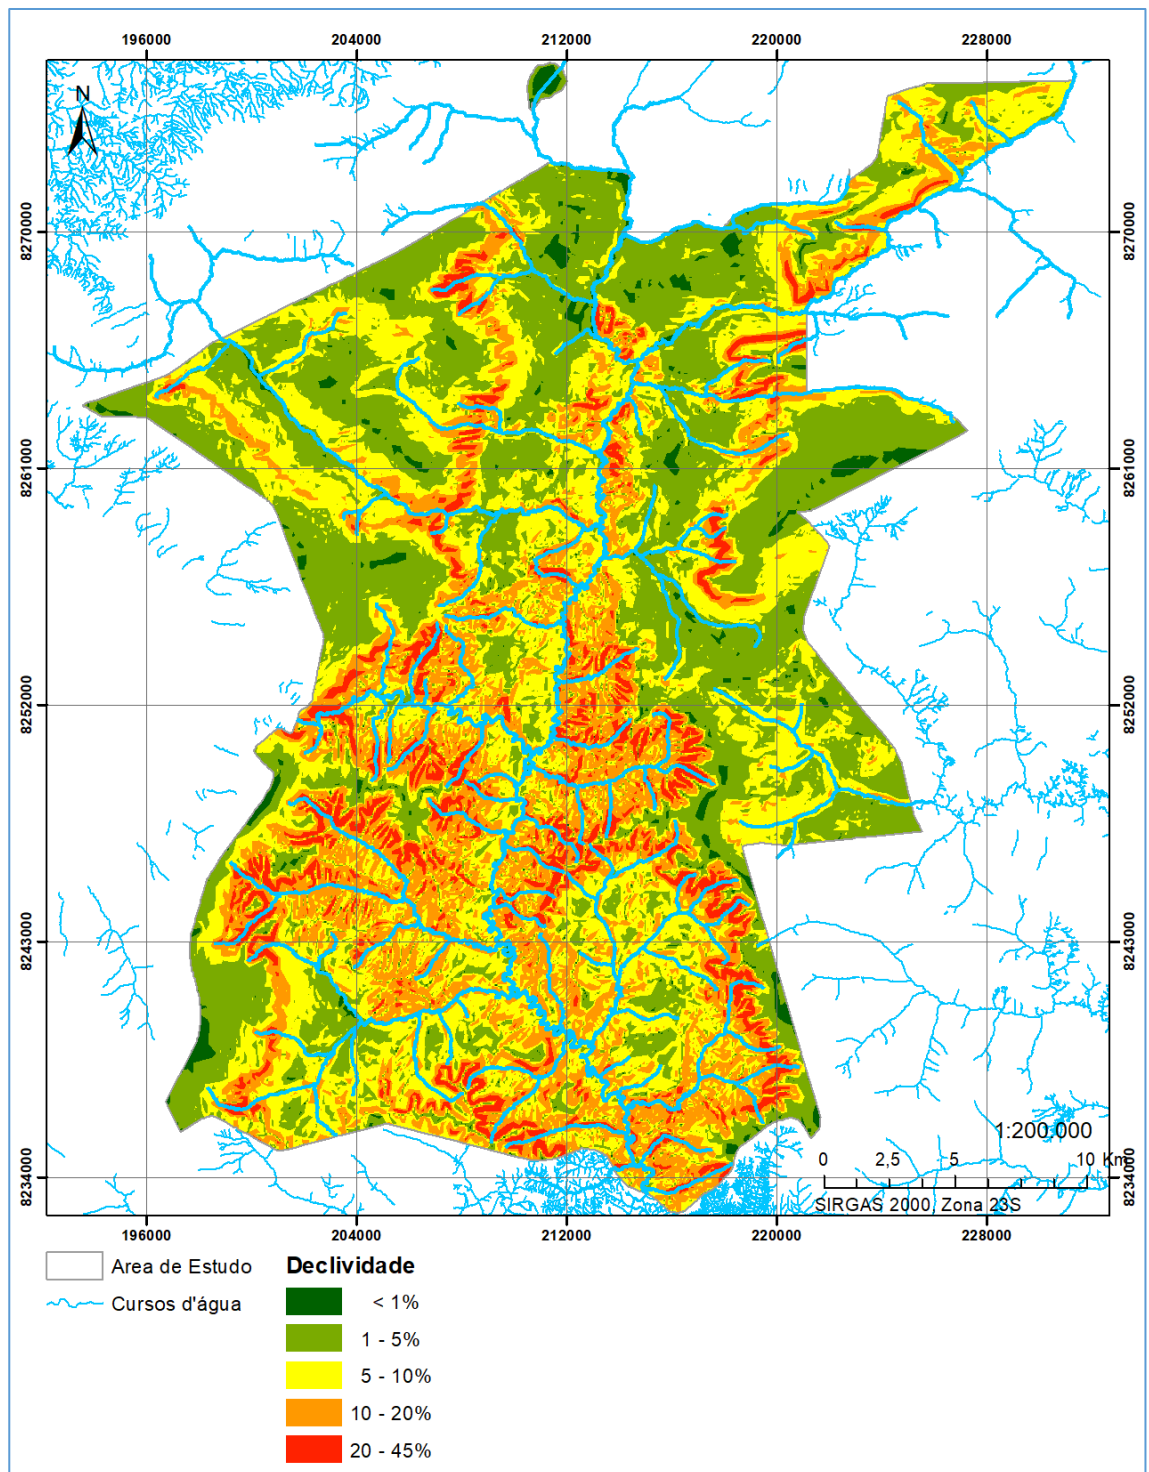 196000 204000 212000 220000 228000
N
8270000 8270000
8261000 8261000
8252000 8252000
8243000 8243000
8234000 8234000
1:200.000
0 2,5 5 10 Km
SIRGAS 2000, Zona 23S
196000 204000 212000 220000 228000
Area de Estudo
Cursos d'água
Declividade
< 1%
1 - 5%
5 - 10%
10 - 20%
20 - 45%